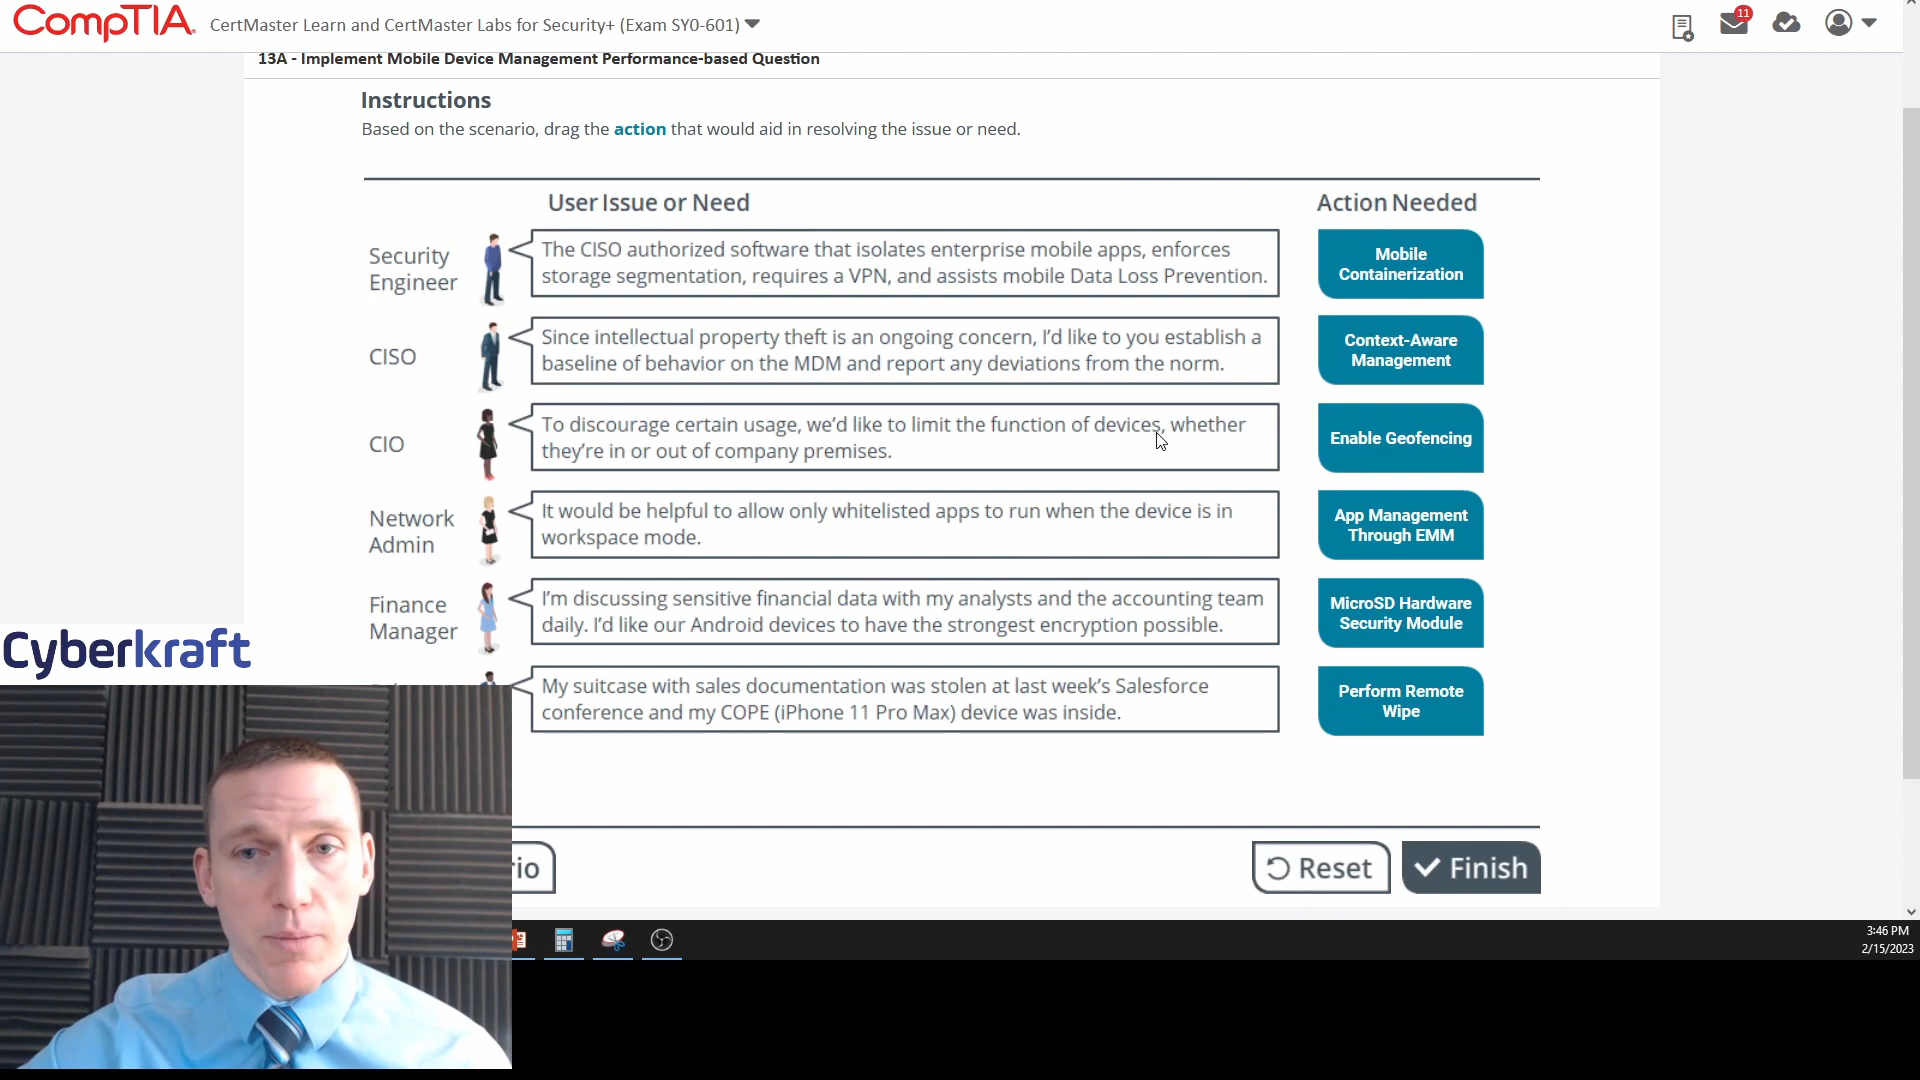 CompTIA.
CertMaster Learn and CertMaster Labs for Security+ (Exam SY0-601)
11
13A - Implement Mobile Device Management Performance-based Question
Instructions
Based on the scenario, drag the action that would aid in resolving the issue or need.
User Issue or Need
Action Needed
Security
Engineer
The CISO authorized software that isolates enterprise mobile apps, enforces
storage segmentation, requires a VPN, and assists mobile Data Loss Prevention.
Mobile
Containerization
CISO
Since intellectual property theft is an ongoing concern, I'd like to you establish a
baseline of behavior on the MDM and report any deviations from the norm.
Context-Aware
Management
CIO
To discourage certain usage, we'd like to limit the function of devices, whether
they're in or out of company premises.
Enable Geofencing
Network
Admin
It would be helpful to allow only whitelisted apps to run when the device is in
workspace mode.
App Management
Through EMM
Finance
Manager
I'm discussing sensitive financial data with my analysts and the accounting team
daily. I'd like our Android devices to have the strongest encryption possible.
MicroSD Hardware
Security Module
My suitcase with sales documentation was stolen at last week's Salesforce
conference and my COPE (iPhone 11 Pro Max) device was inside.
Perform Remote
Wipe
Cyberkraft
io
Reset
Finish
3:46 PM
2/15/2023